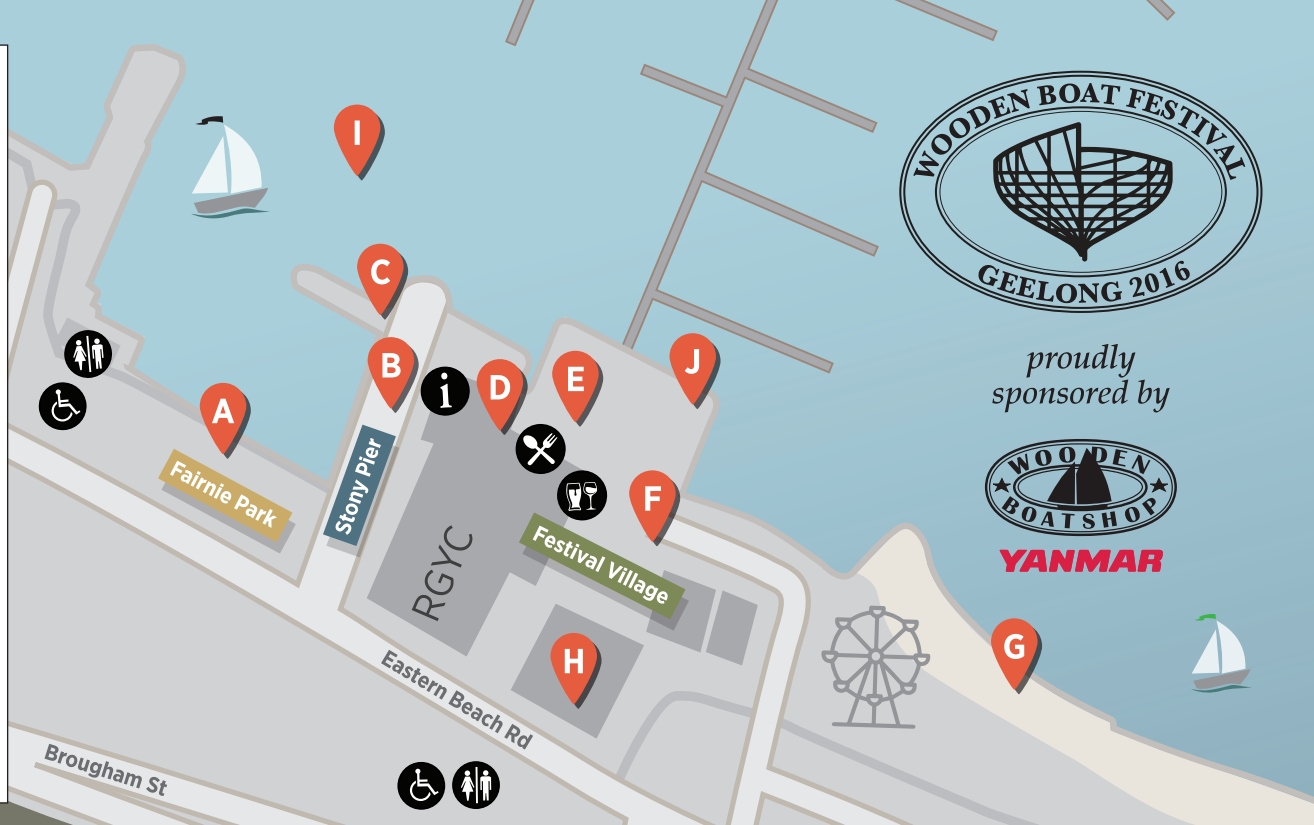 WOODEN BOAT FESTIVAL
GEELONG 2016
proudly
sponsored by
WOODEN
BOATSHOP
YANMAR
I
C
B
i
D
E
J
A
Fairnie Park
Stony Pier
F
RGYC
Festival Village
H
G
Eastern Beach Rd
Brougham St